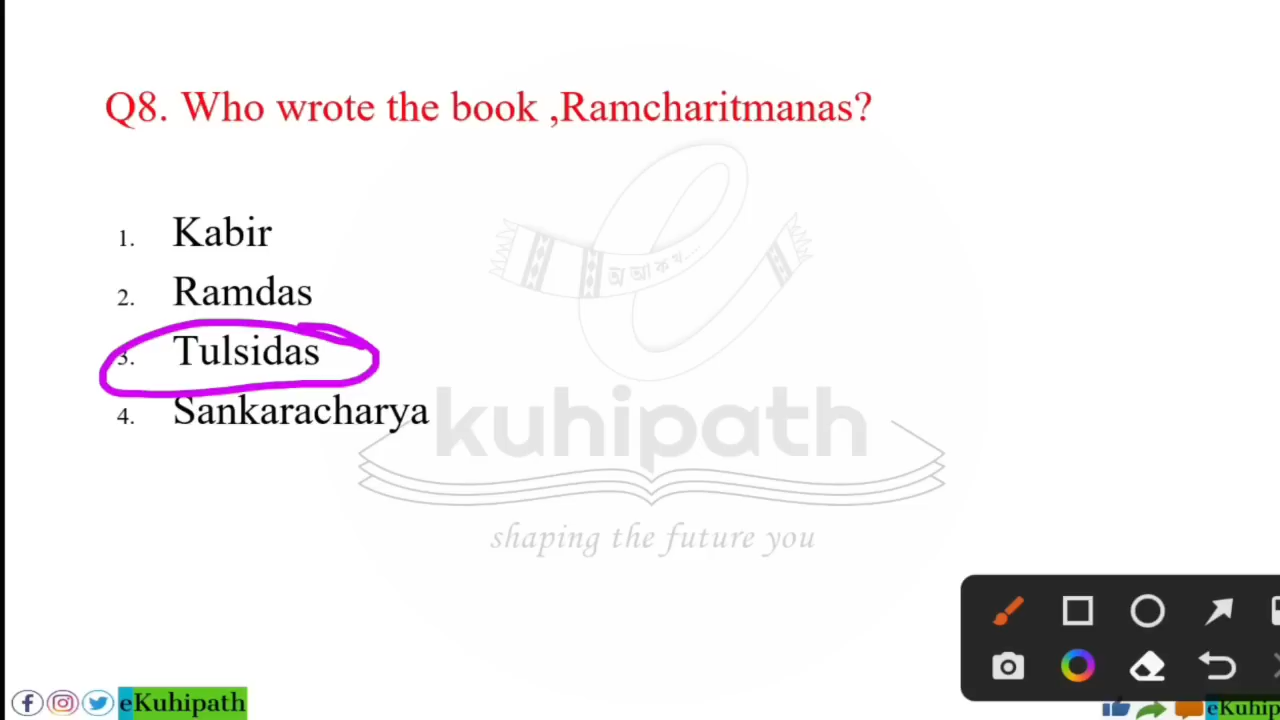 Q8. Who wrote the book ,Ramcharitmanas?
1. Kabir
2. Ramdas
3. Tulsidas
4. Sankaracharya
অ আ ক খ....
kuhipath
shaping the future you
eKuhipath
eKuhip